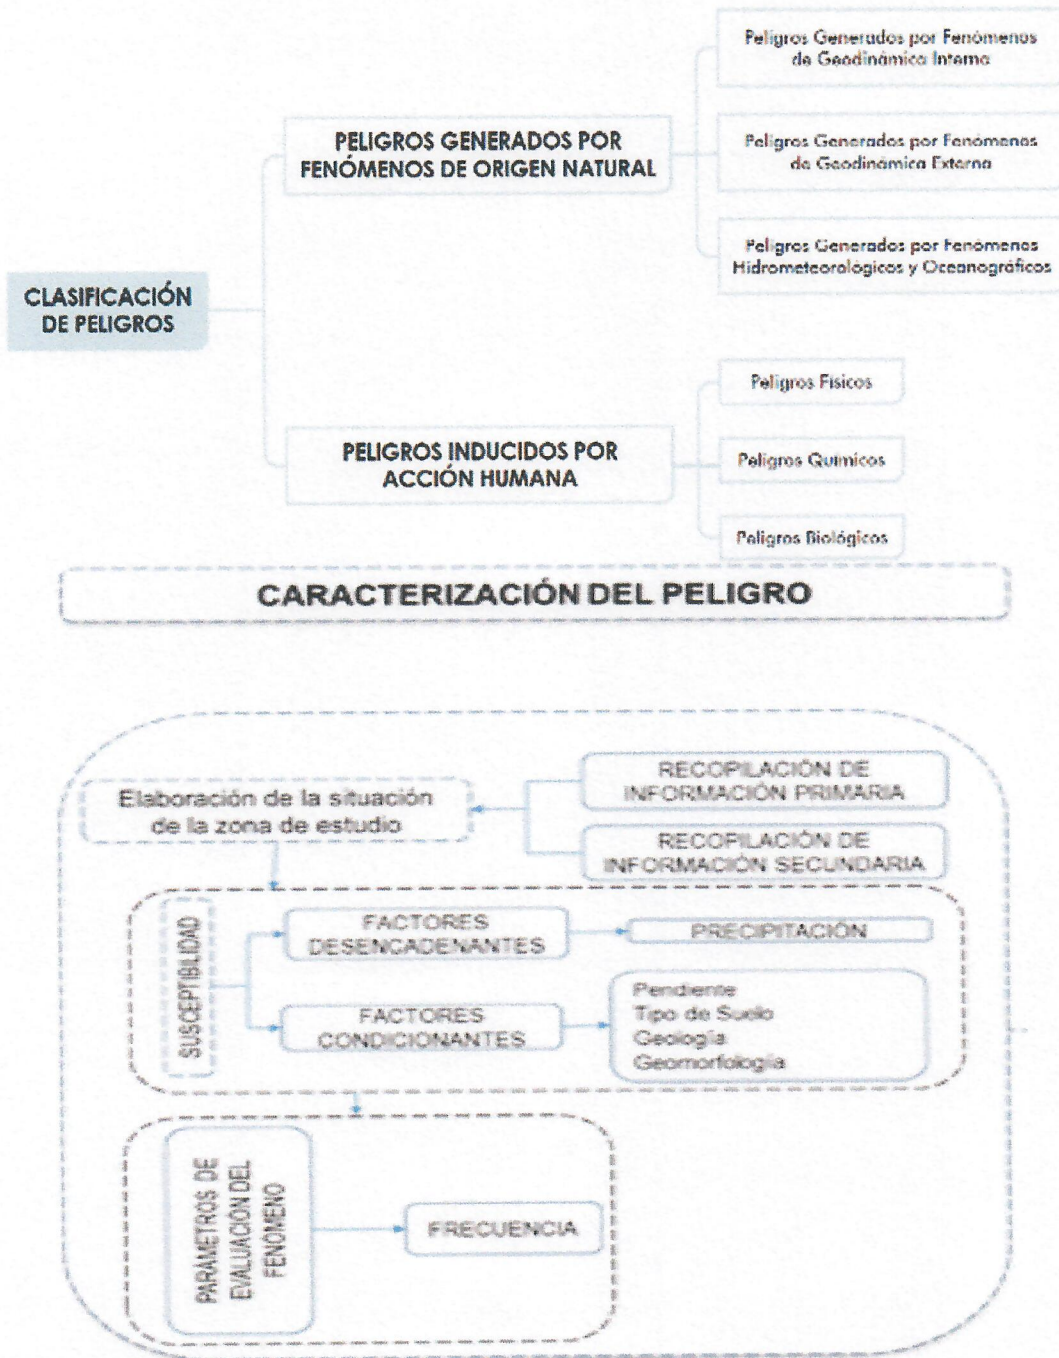 Peligros Generados por Fenómenos
de Geodinámica Interna
PELIGROS GENERADOS POR
FENÓMENOS DE ORIGEN NATURAL
Peligros Generados por Fenómenos
de Geodinámica Externa
Peligros Generados por Fenómenos
Hidrometeorológicos y Oceanográficos
CLASIFICACIÓN
DE PELIGROS
Peligros Físicos
PELIGROS INDUCIDOS POR
ACCIÓN HUMANA
Peligros Químicos
Peligros Biológicos
CARACTERIZACIÓN DEL PELIGRO
Elaboración de la situación
de la zona de estudio
RECOPILACIÓN DE
INFORMACIÓN PRIMARIA
RECOPILACIÓN DE
INFORMACIÓN SECUNDARIA
SUSCEPTIBILIDAD
FACTORES
DESENCADENANTES
PRECIPITACIÓN
FACTORES
CONDICIONANTES
Pendiente
Tipo de Suelo
Geología
Geomorfología
PARÁMETROS DE
EVALUACIÓN DEL
FENÓMENO
FRECUENCIA